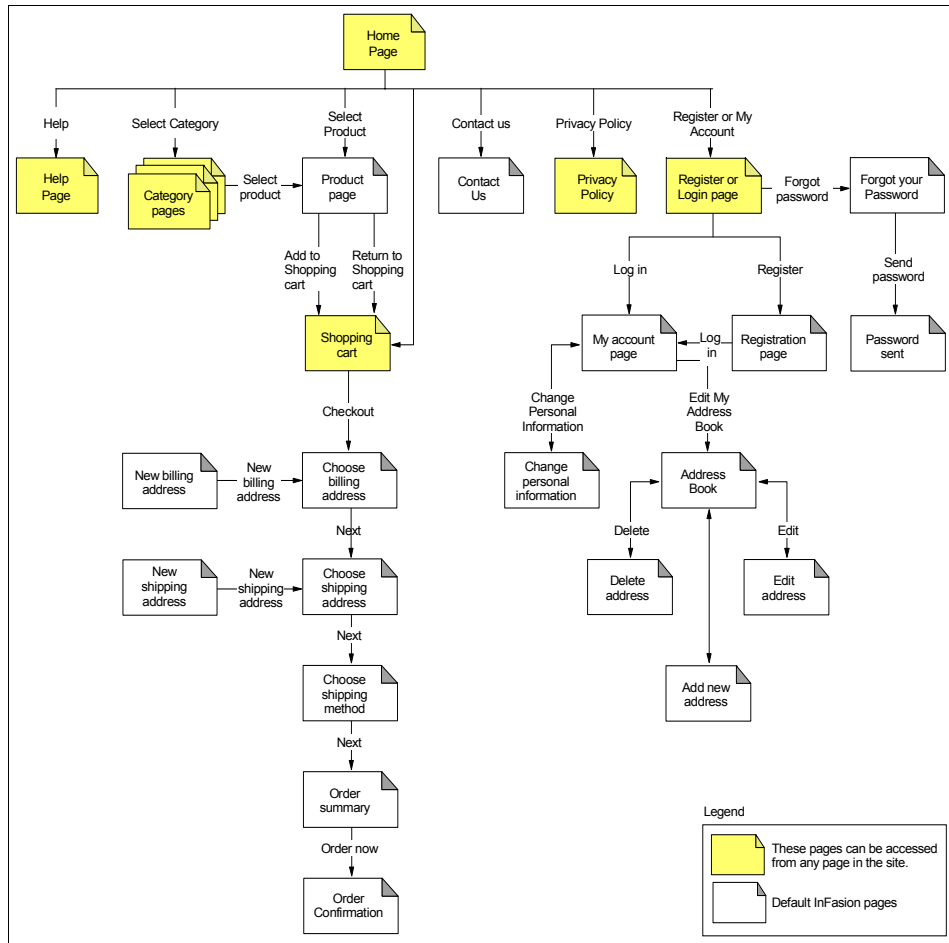 Home
Page
Help
Select Category
Select
Product
Contact us
Privacy Policy
Register or My
Account
Help
Page
Category
pages
Select
product
Product
page
Contact
Us
Privacy
Policy
Register or
Login page
Forgot
password
Forgot your
Password
Add to
Shopping
cart
Return to
Shopping
cart
Log in
Register
Send
password
Shopping
cart
My account
page
Log
in
Registration
page
Password
sent
Checkout
Change
Personal
Information
Edit My
Address
Book
New billing
address
New
billing
address
Choose
billing
address
Change
personal
information
Address
Book
Next
Delete
Edit
New
shipping
address
New
shipping
address
Choose
shipping
address
Delete
address
Edit
address
Next
Choose
shipping
method
Add new
address
Next
Order
summary
Order now
Order
Confirmation
Legend
These pages can be accessed
from any page in the site.
Default InFasion pages